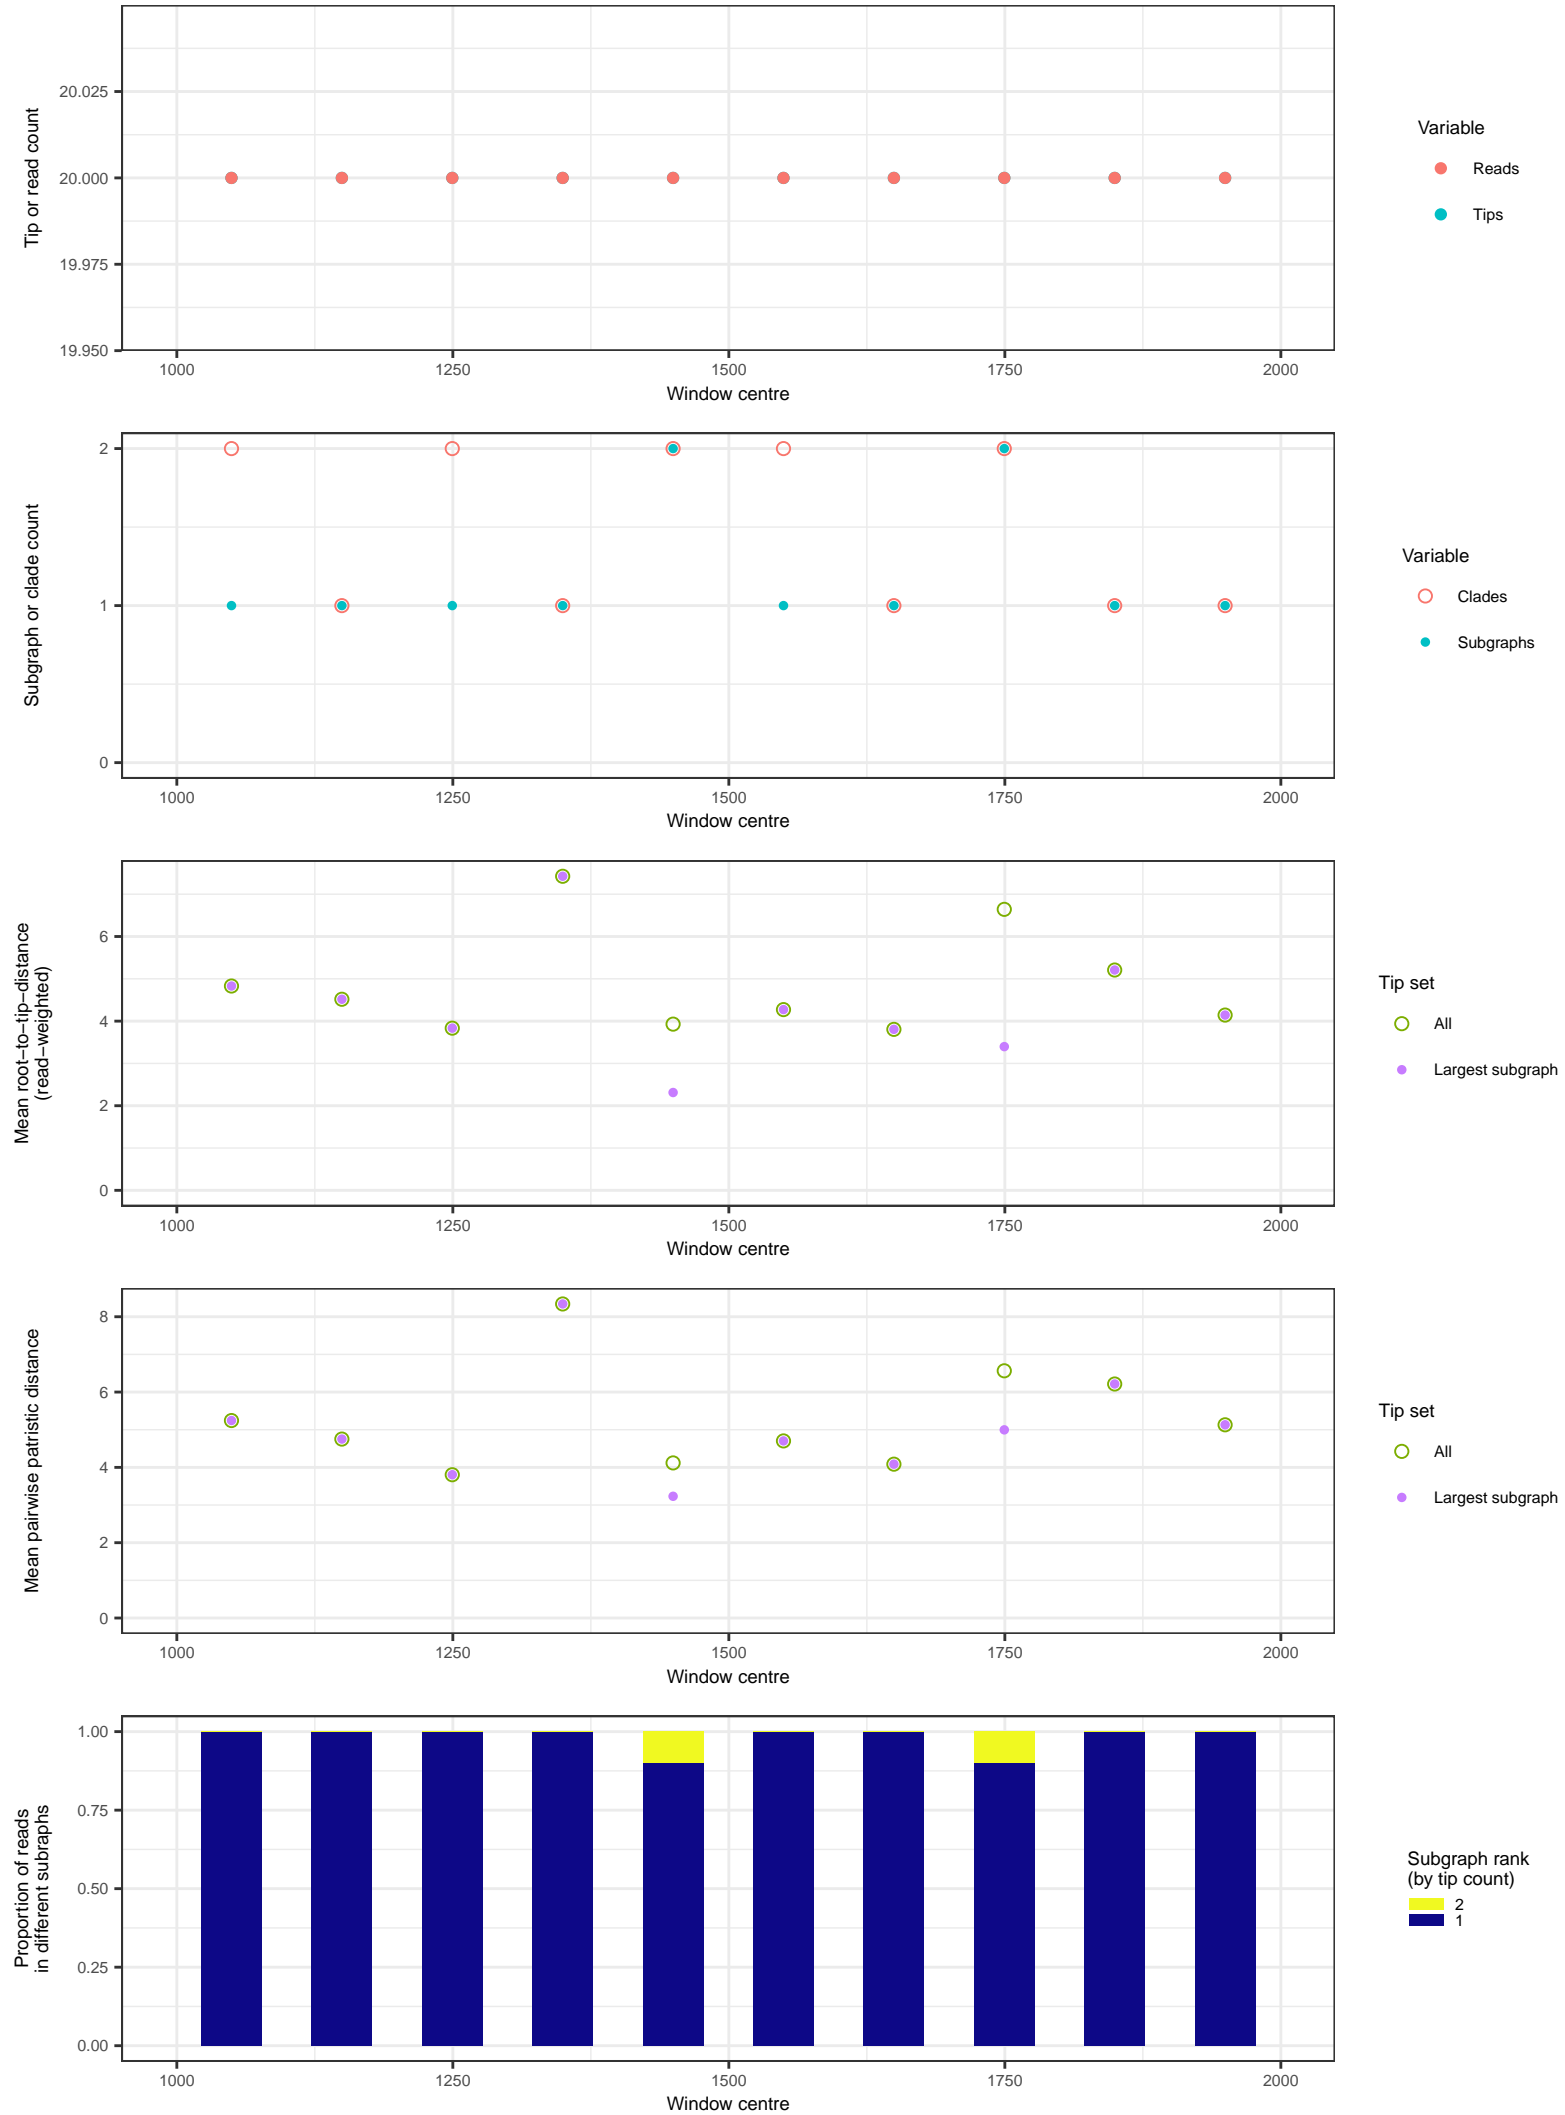 Tip or read count
20.025
20.000
19.975
19.950
1000 1250 1500 1750 2000
Window centre
Variable
Reads
Tips
Subgraph or clade count
2
1
0
1000 1250 1500 1750 2000
Window centre
Variable
Clades
Subgraphs
Mean root−to−tip−distance
(read−weighted)
6
4
2
0
1000 1250 1500 1750 2000
Window centre
Tip set
All
Largest subgraph
Mean pairwise patristic distance
8
6
4
2
0
1000 1250 1500 1750 2000
Window centre
Tip set
All
Largest subgraph
Proportion of reads
in different subraphs
1.00
0.75
0.50
0.25
0.00
1000 1250 1500 1750 2000
Window centre
Subgraph rank
(by tip count)
2
1